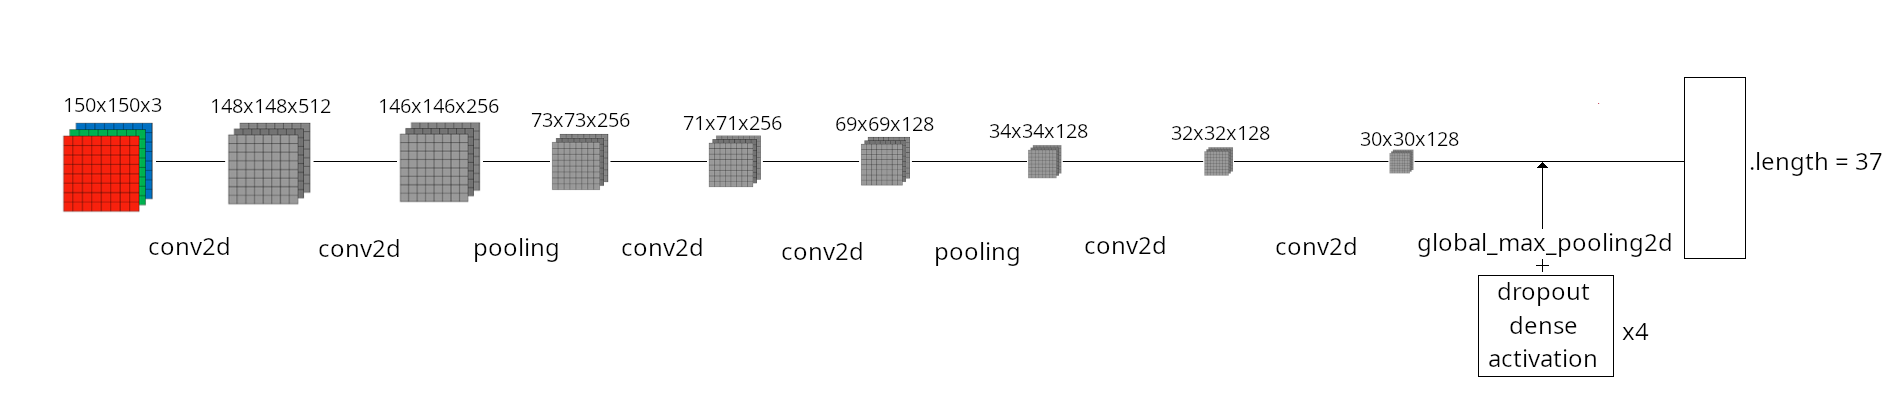 150x150x3
148x148x512
146x146x256
73x73x256
71x71x256
69x69x128
34x34x128
32x32x128
30x30x128
.length = 37
conv2d
conv2d
pooling
conv2d
conv2d
pooling
conv2d
conv2d
global_max_pooling2d
+
dropout
dense
activation
x4